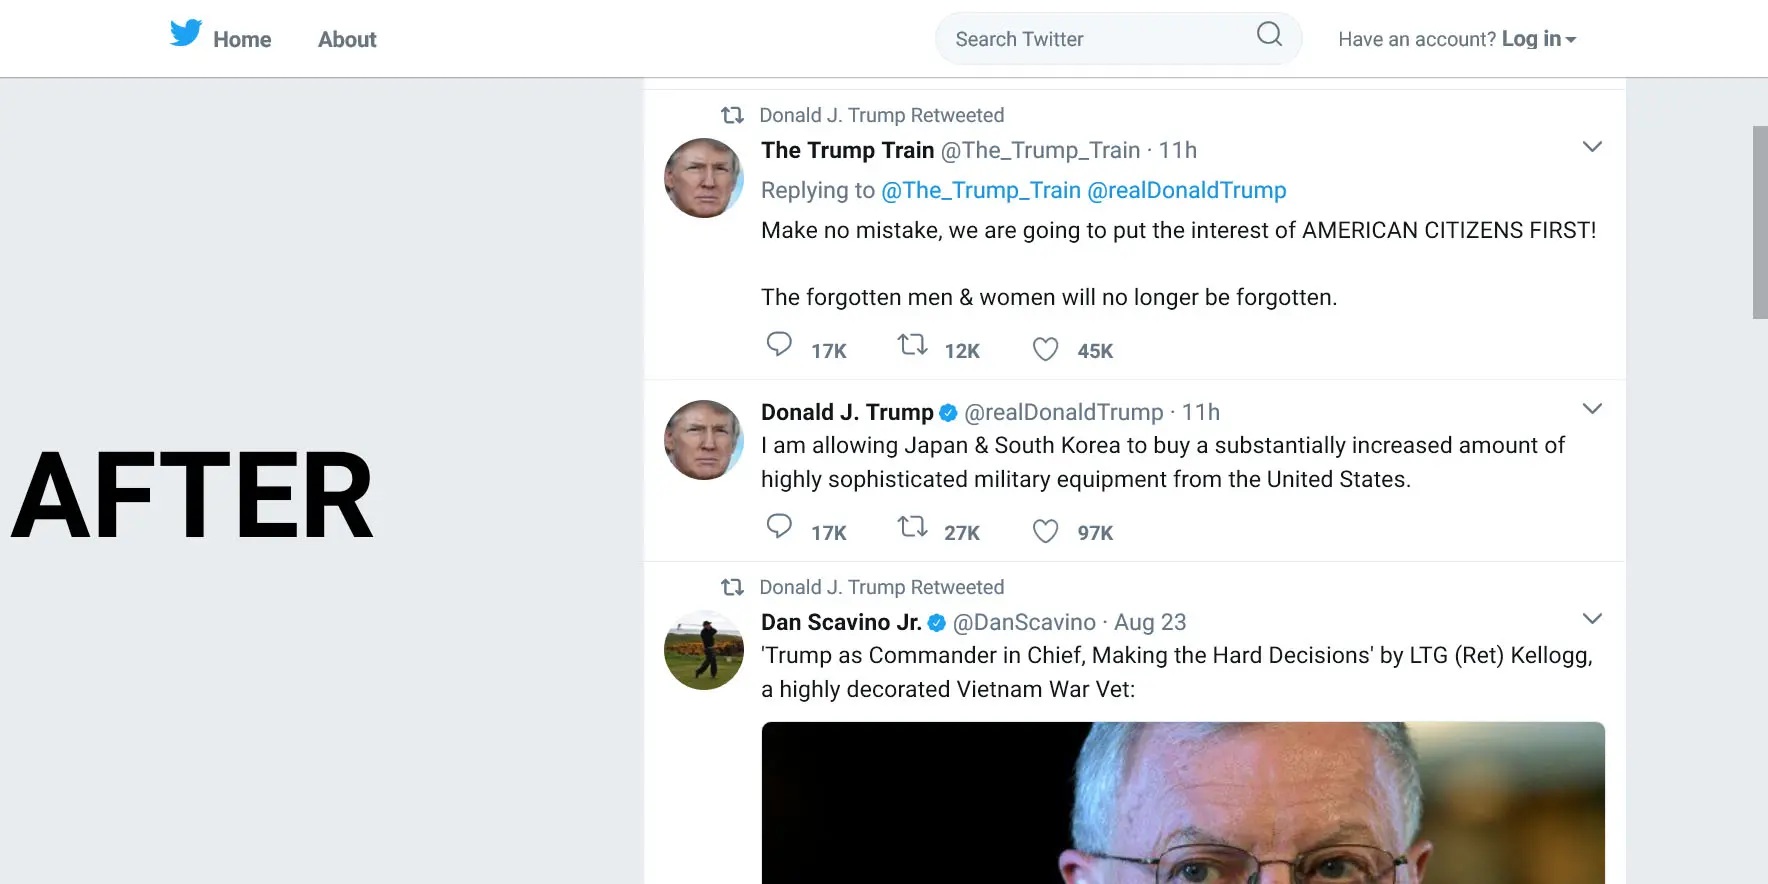 Home About Search Twitter Have an account? Log in
Donald J. Trump Retweeted
The Trump Train @The_Trump_Train · 11h
Replying to @The_Trump_Train @realDonaldTrump
Make no mistake, we are going to put the interest of AMERICAN CITIZENS FIRST!
The forgotten men & women will no longer be forgotten.
17K 12K 45K
Donald J. Trump @realDonaldTrump · 11h
I am allowing Japan & South Korea to buy a substantially increased amount of
highly sophisticated military equipment from the United States.
17K 27K 97K
AFTER
Donald J. Trump Retweeted
Dan Scavino Jr. @DanScavino · Aug 23
'Trump as Commander in Chief, Making the Hard Decisions' by LTG (Ret) Kellogg,
a highly decorated Vietnam War Vet: